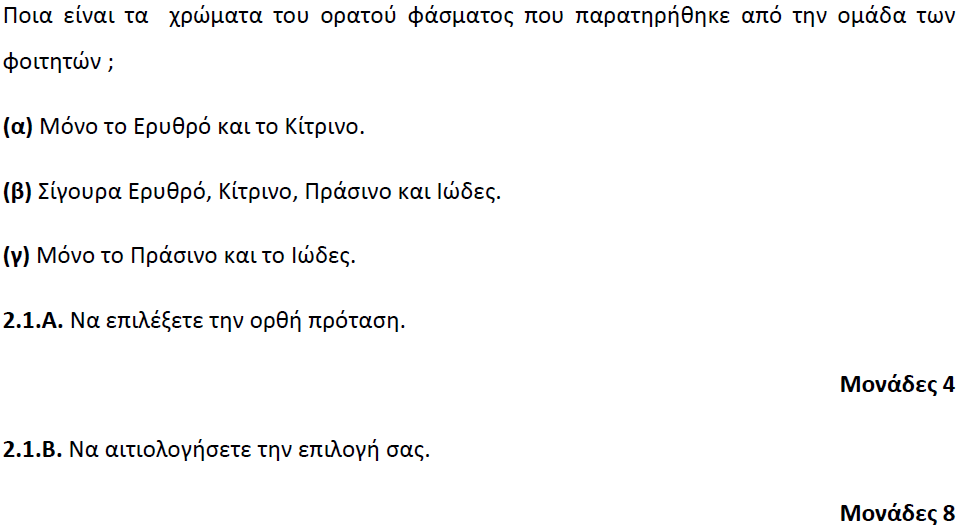 Ποια είναι τα χρώματα του ορατού φάσματος που παρατηρήθηκε από την ομάδα των
φοιτητών ;
(α) Μόνο το Ερυθρό και το Κίτρινο.
(β) Σίγουρα Ερυθρό, Κίτρινο, Πράσινο και Ιώδες.
(γ) Μόνο το Πράσινο και το Ιώδες.
2.1.Α. Να επιλέξετε την ορθή πρόταση.
Μονάδες 4
2.1.Β. Να αιτιολογήσετε την επιλογή σας.
Μονάδες 8